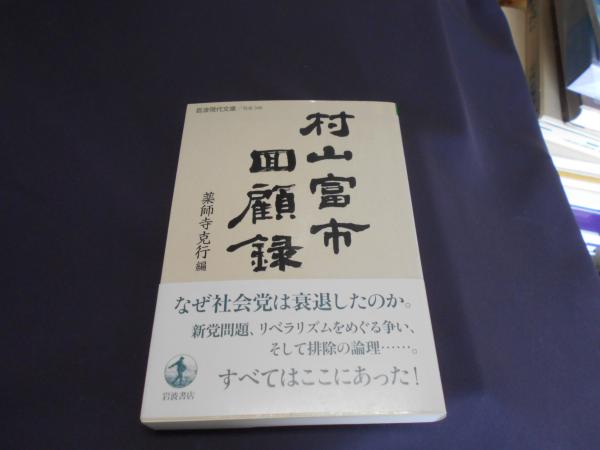 岩波現代文庫
村山富市
回顧録
薬師寺克行 編
なぜ社会党は衰退したのか。
新党問題、リベラリズムをめぐる争い、
そして排除の論理……。
すべてはここにあった!
岩波書店